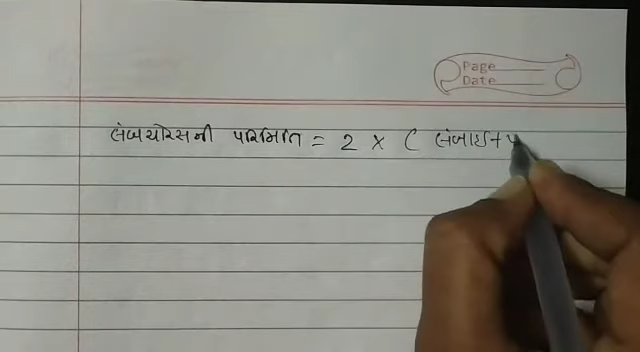 Page
Date
લંબચોરસની પરિમિતિ = 2 × ( લંબાઈ +